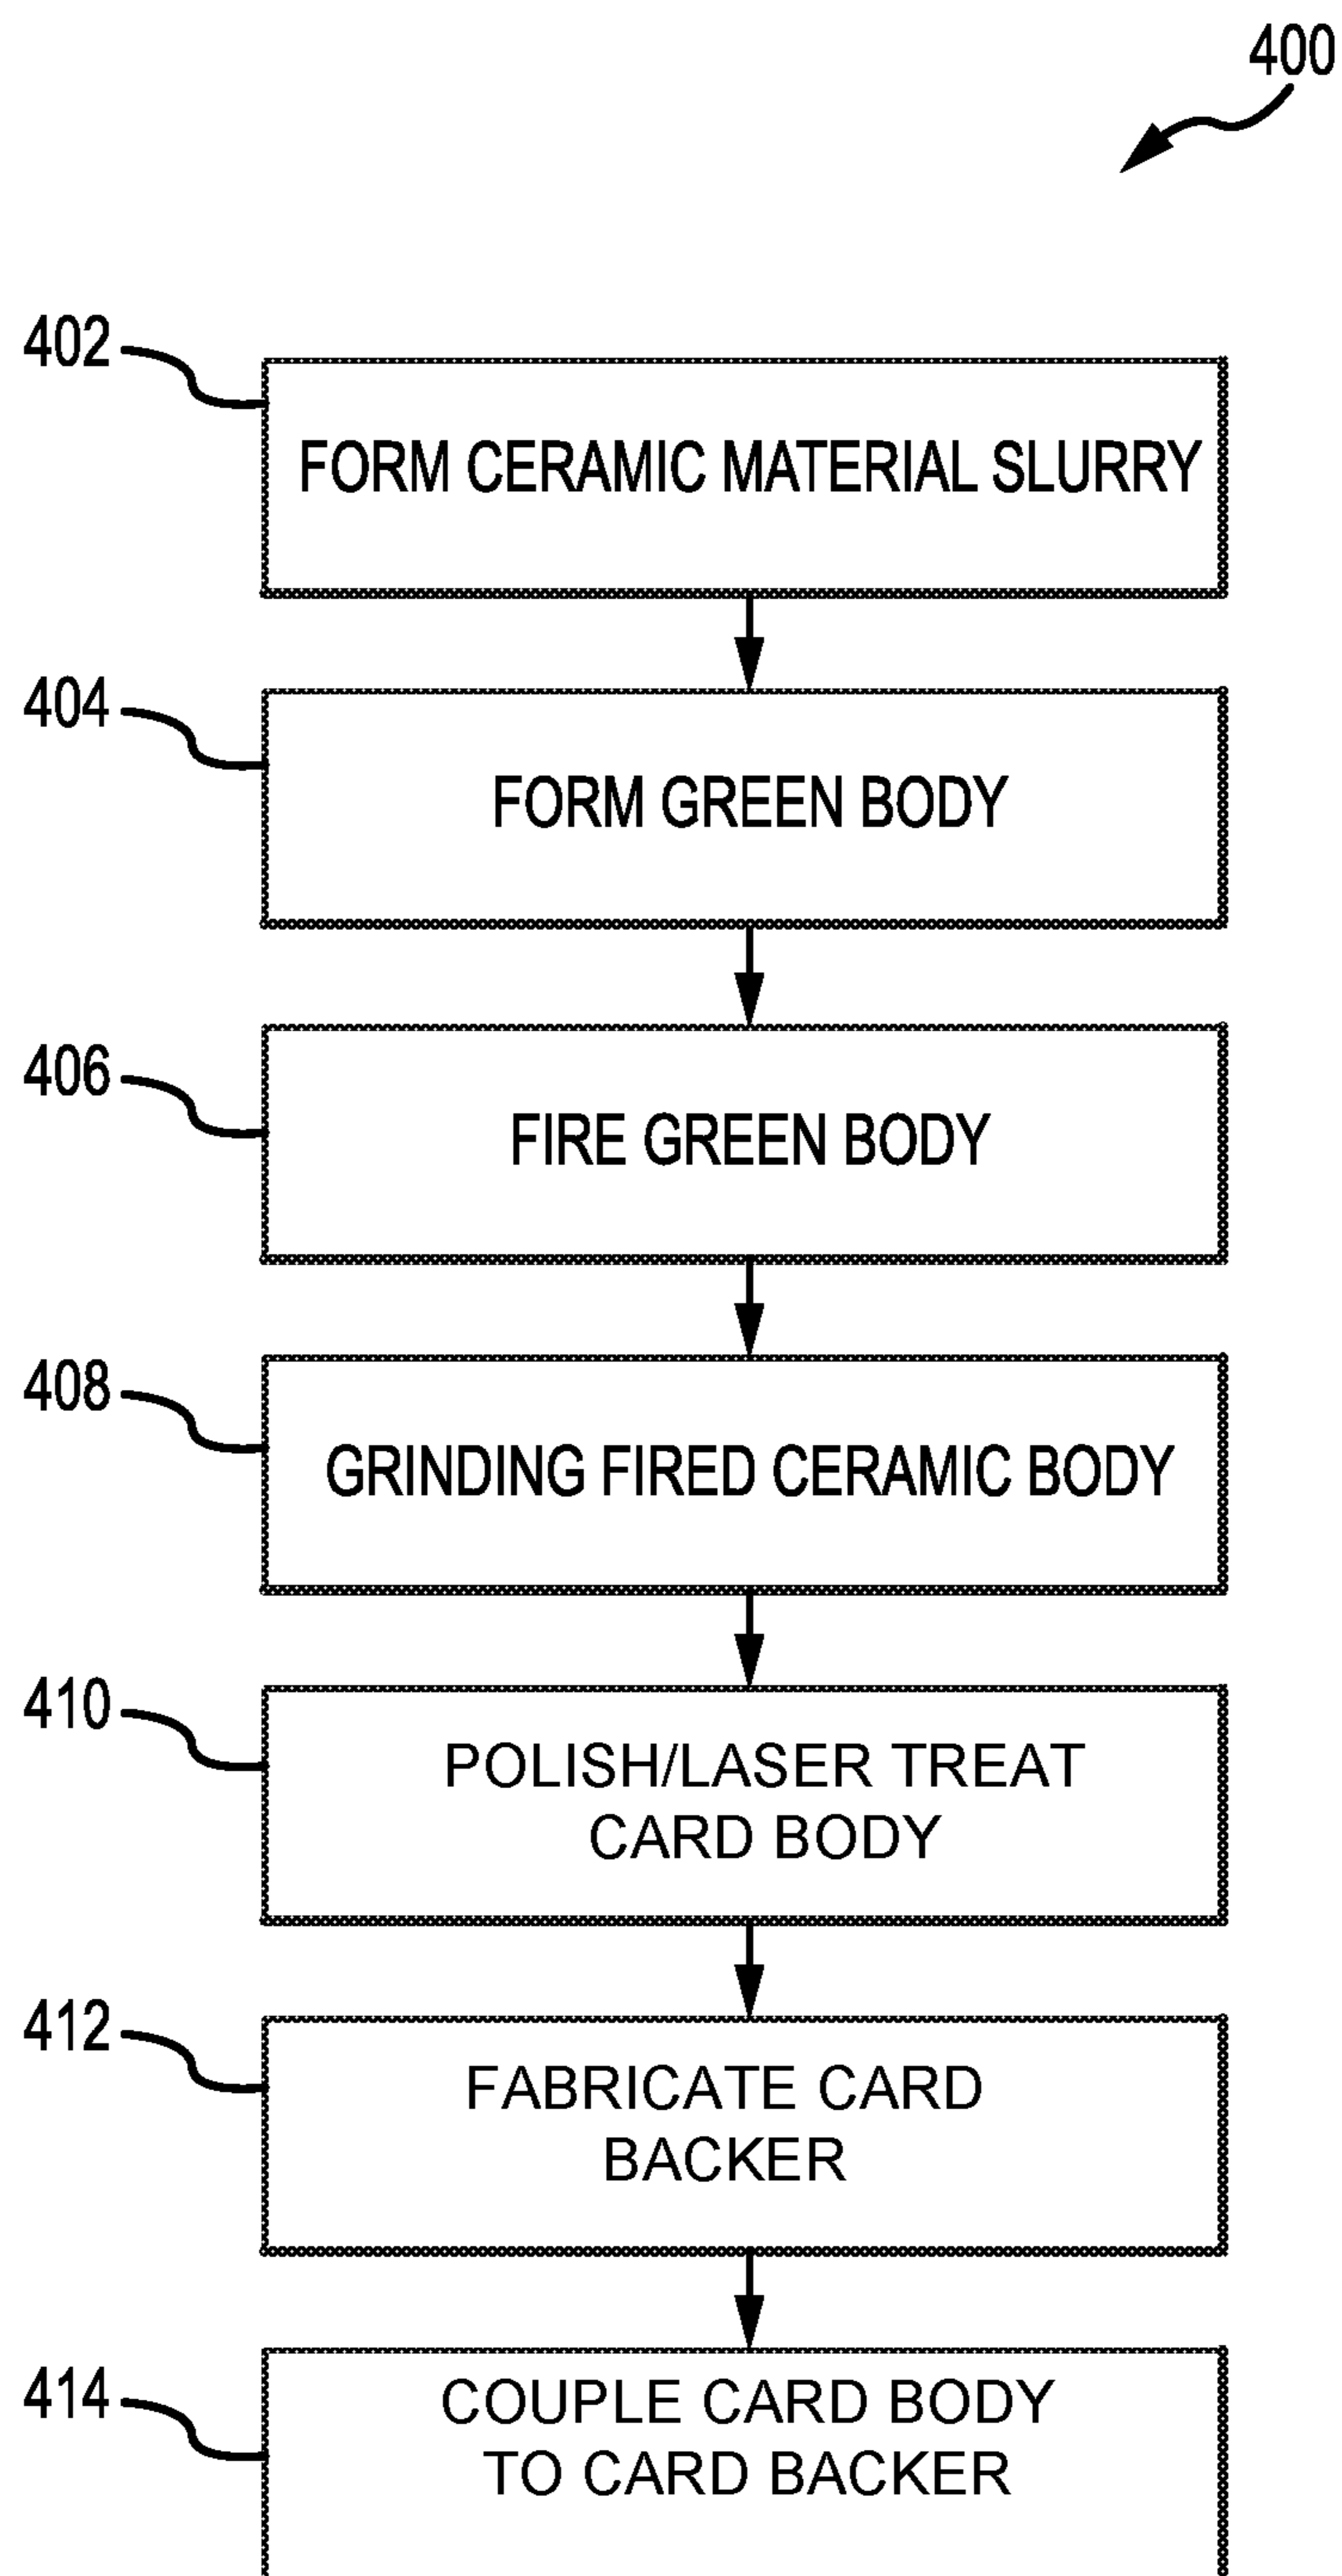 400
402
FORM CERAMIC MATERIAL SLURRY
404
FORM GREEN BODY
406
FIRE GREEN BODY
408
GRINDING FIRED CERAMIC BODY
410
POLISH/LASER TREAT
CARD BODY
412
FABRICATE CARD
BACKER
414
COUPLE CARD BODY
TO CARD BACKER